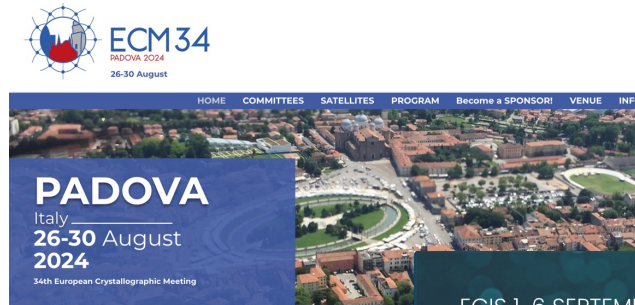 ECM34
PADOVA 2024
26-30 August
HOME COMMITTEES SATELLITES PROGRAM Become a SPONSOR! VENUE
PADOVA
Italy
26-30 August
2024
34th European Crystallographic Meeting